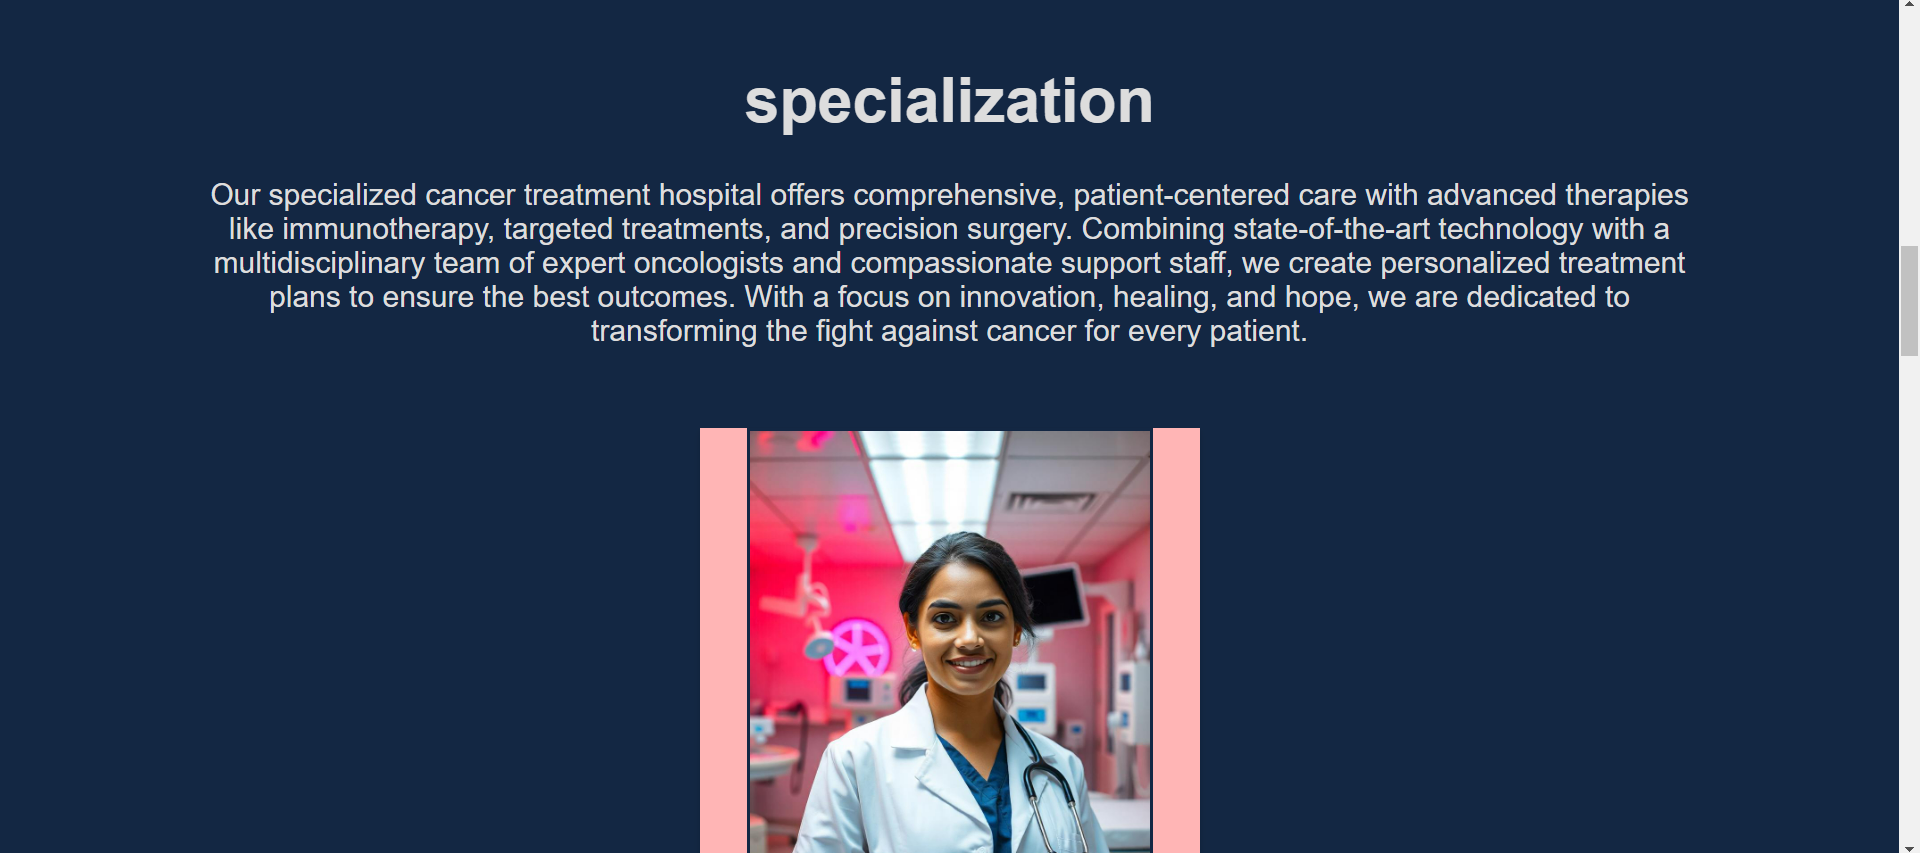 specialization
Our specialized cancer treatment hospital offers comprehensive, patient-centered care with advanced therapies
like immunotherapy, targeted treatments, and precision surgery. Combining state-of-the-art technology with a
multidisciplinary team of expert oncologists and compassionate support staff, we create personalized treatment
plans to ensure the best outcomes. With a focus on innovation, healing, and hope, we are dedicated to
transforming the fight against cancer for every patient.